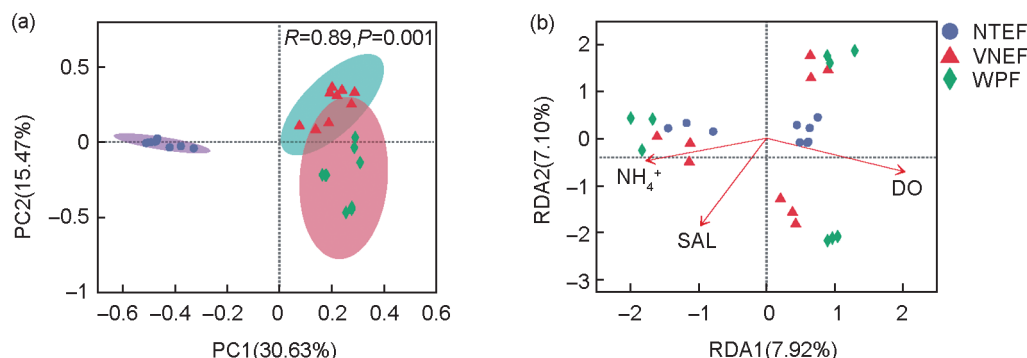 (a)
R=0.89,P=0.001
0.5
0
−0.5
−1
PC2(15.47%)
−0.6 −0.4 −0.2 0 0.2 0.4 0.6
PC1(30.63%)
(b)
2
1
0
−1
−2
−3
RDA2(7.10%)
NH₄⁺
SAL
DO
−2 −1 0 1 2
RDA1(7.92%)
NTEF
VNEF
WPF